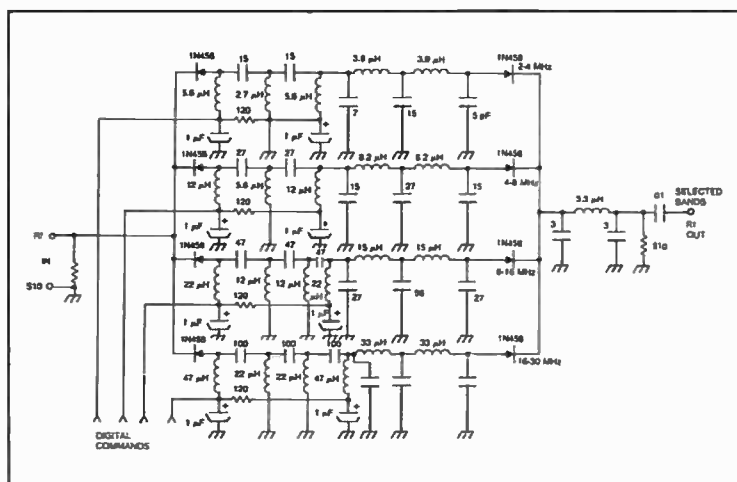 1N458 15 15 3.9 µH 3.9 µH 1N458
2-4 MHz
5.6 µH 2.7 µH 5.6 µH
120 7 15 5 pF
1 µF + 1 µF
1N458 27 27 8.2 µH 8.2 µH 1N458
4-8 MHz
12 µH 5.6 µH 12 µH
120 15 27 15
1 µF + 1 µF
3.3 µH 01 SELECTED
BANDS
RF
OUT
RF 3 3 510
IN
510
1N458 47 47 47 15 µH 15 µH 1N458
8-16 MHz
22 µH 12 µH 12 µH 22
µH
120 27 56 27
1 µF 1 µF
1N458 100 100 100 33 µH 33 µH 1N458
16-30 MHz
47 µH 22 µH 22 µH 47 µH
120
1 µF + 1 µF
DIGITAL
COMMANDS